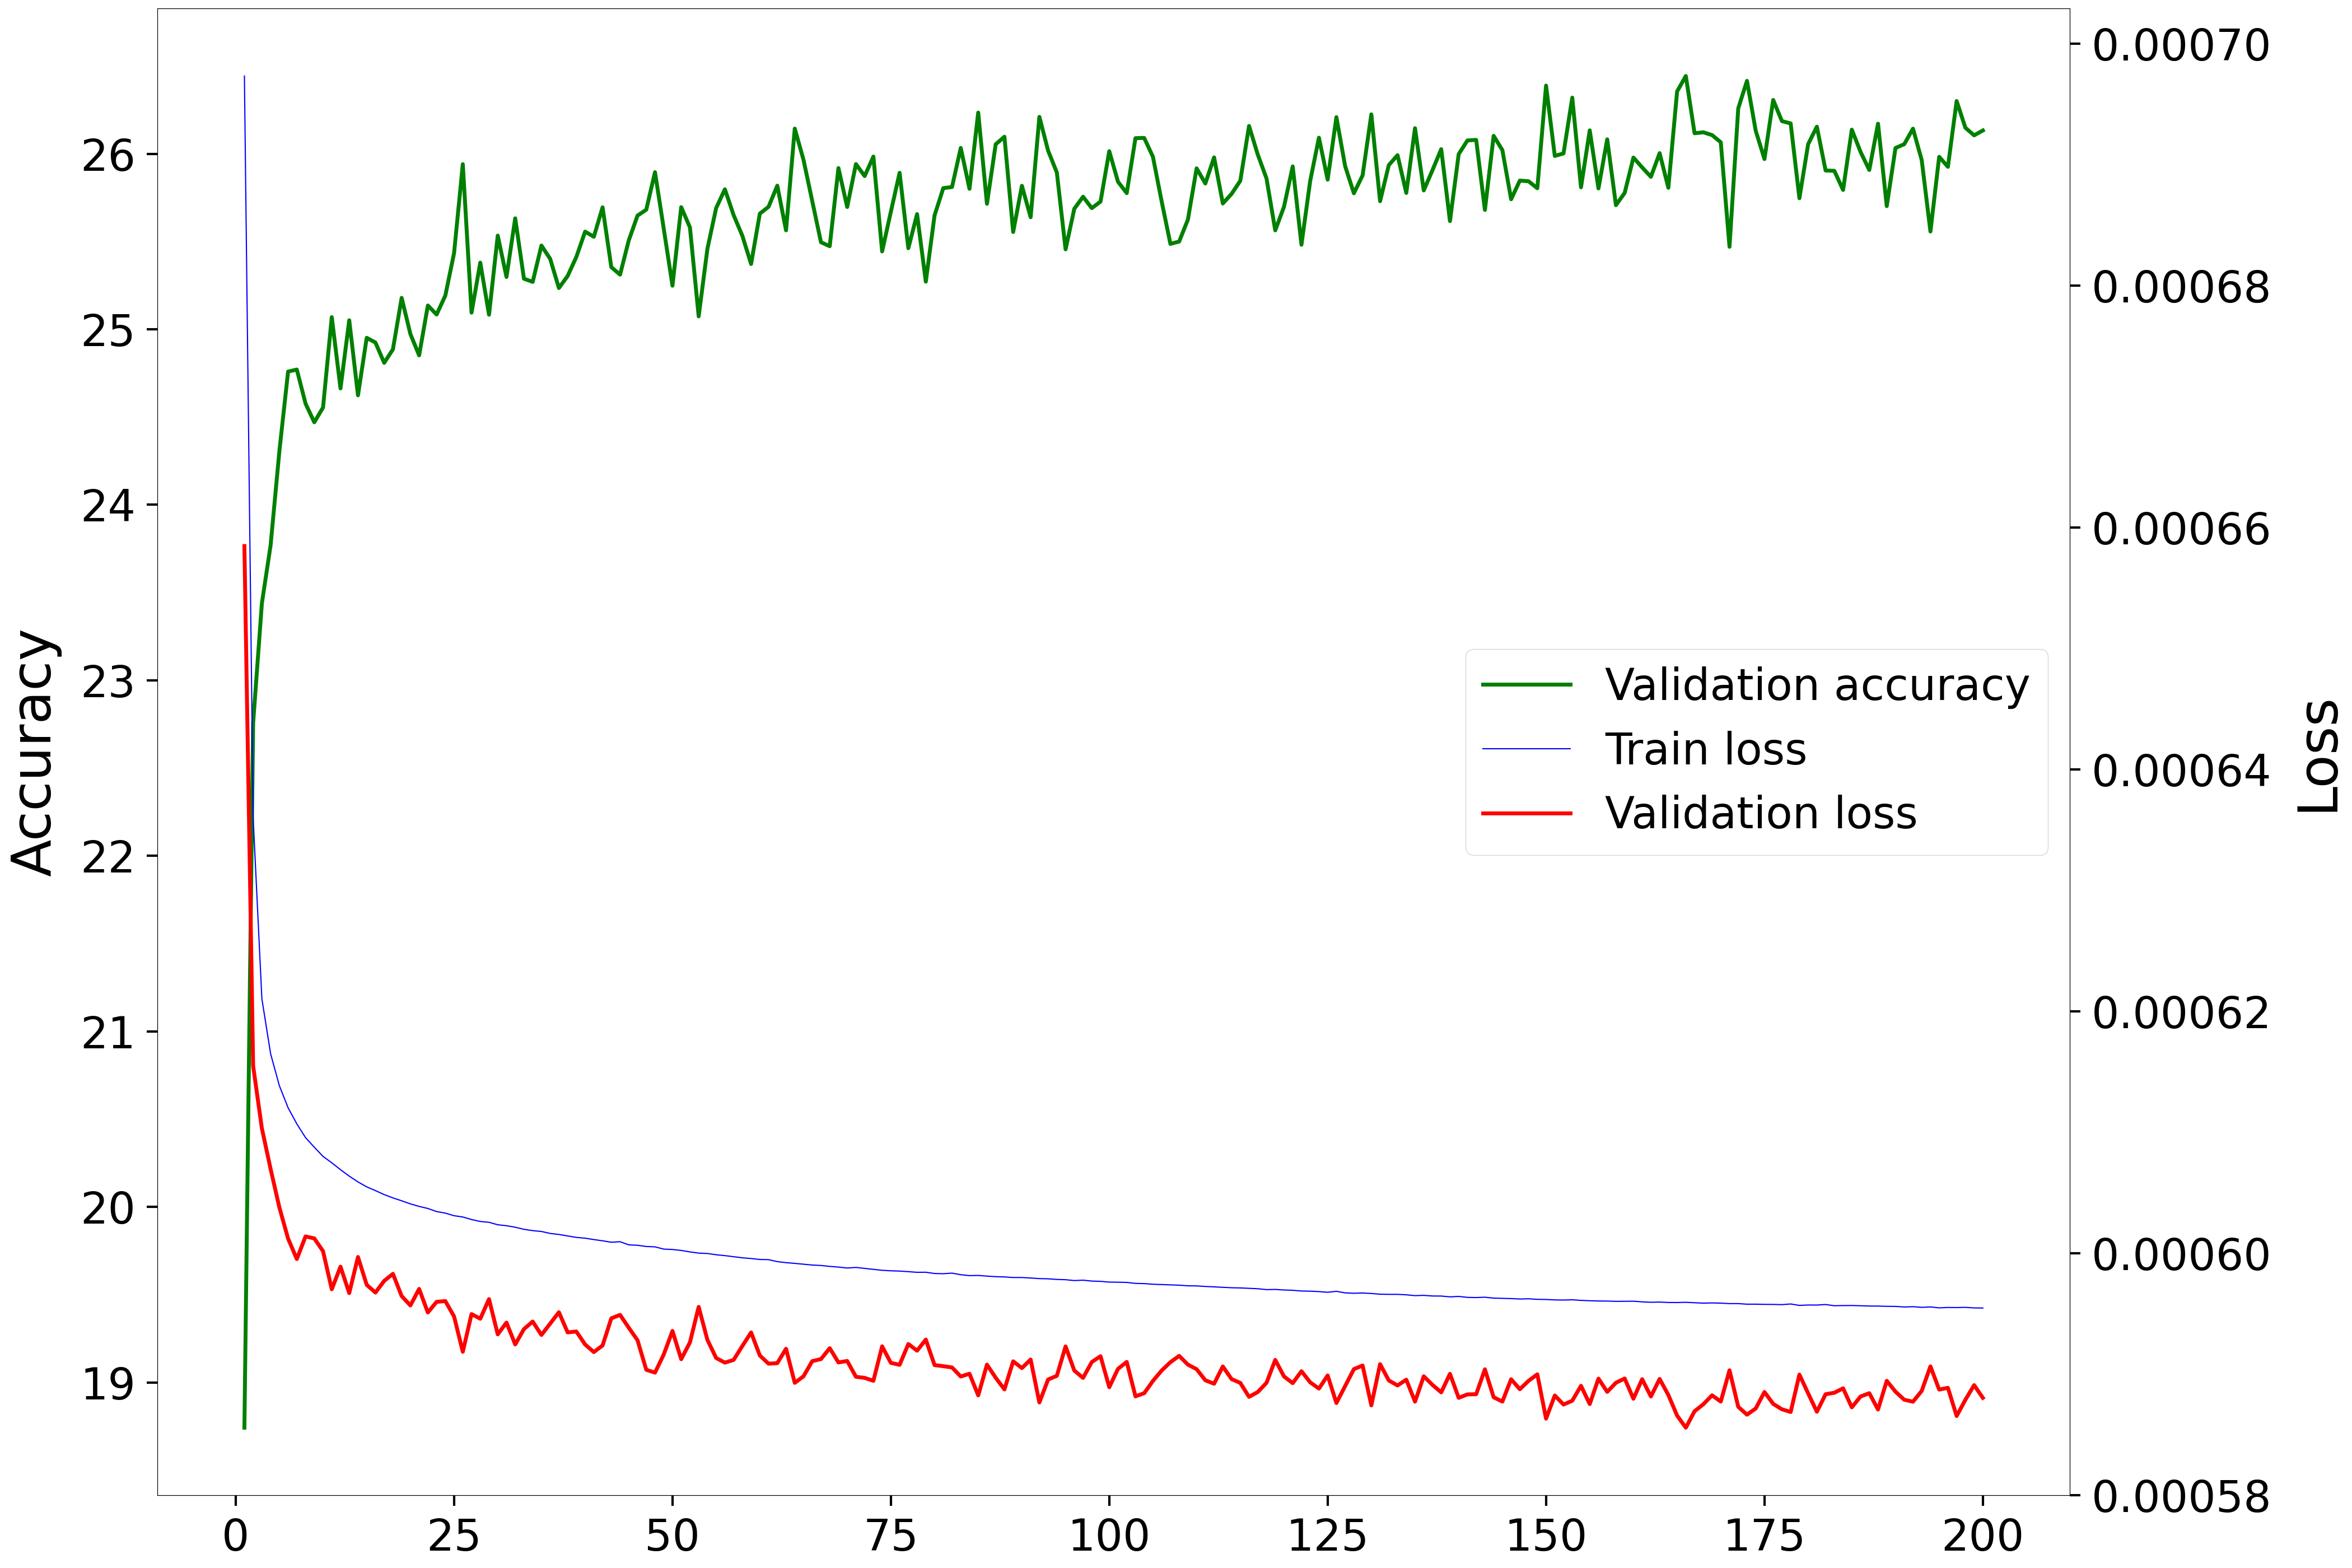 Accuracy
26
25
24
23
22
21
20
19
0 25 50 75 100 125 150 175 200
Validation accuracy
Train loss
Validation loss
0.00070
0.00068
0.00066
0.00064
0.00062
0.00060
0.00058
Loss